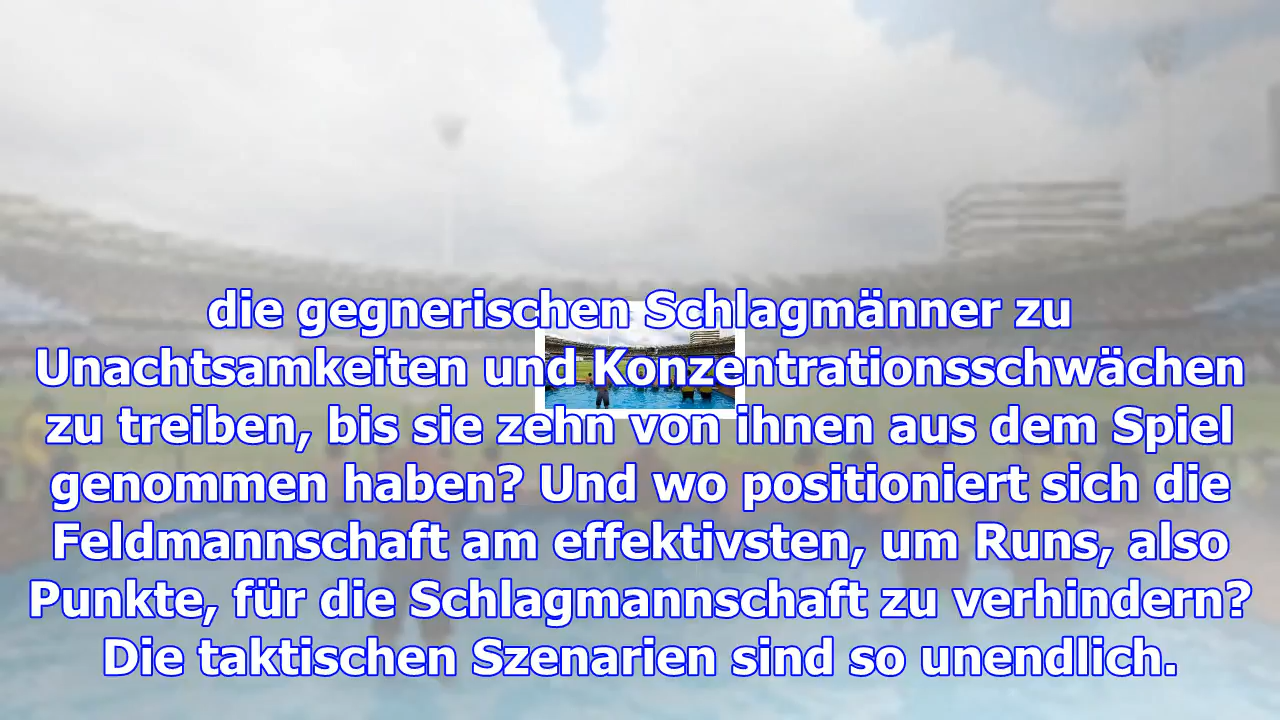 die gegnerischen Schlagmänner zu
Unachtsamkeiten und Konzentrationsschwächen
zu treiben, bis sie zehn von ihnen aus dem Spiel
genommen haben? Und wo positioniert sich die
Feldmannschaft am effektivsten, um Runs, also
Punkte, für die Schlagmannschaft zu verhindern?
Die taktischen Szenarien sind so unendlich.